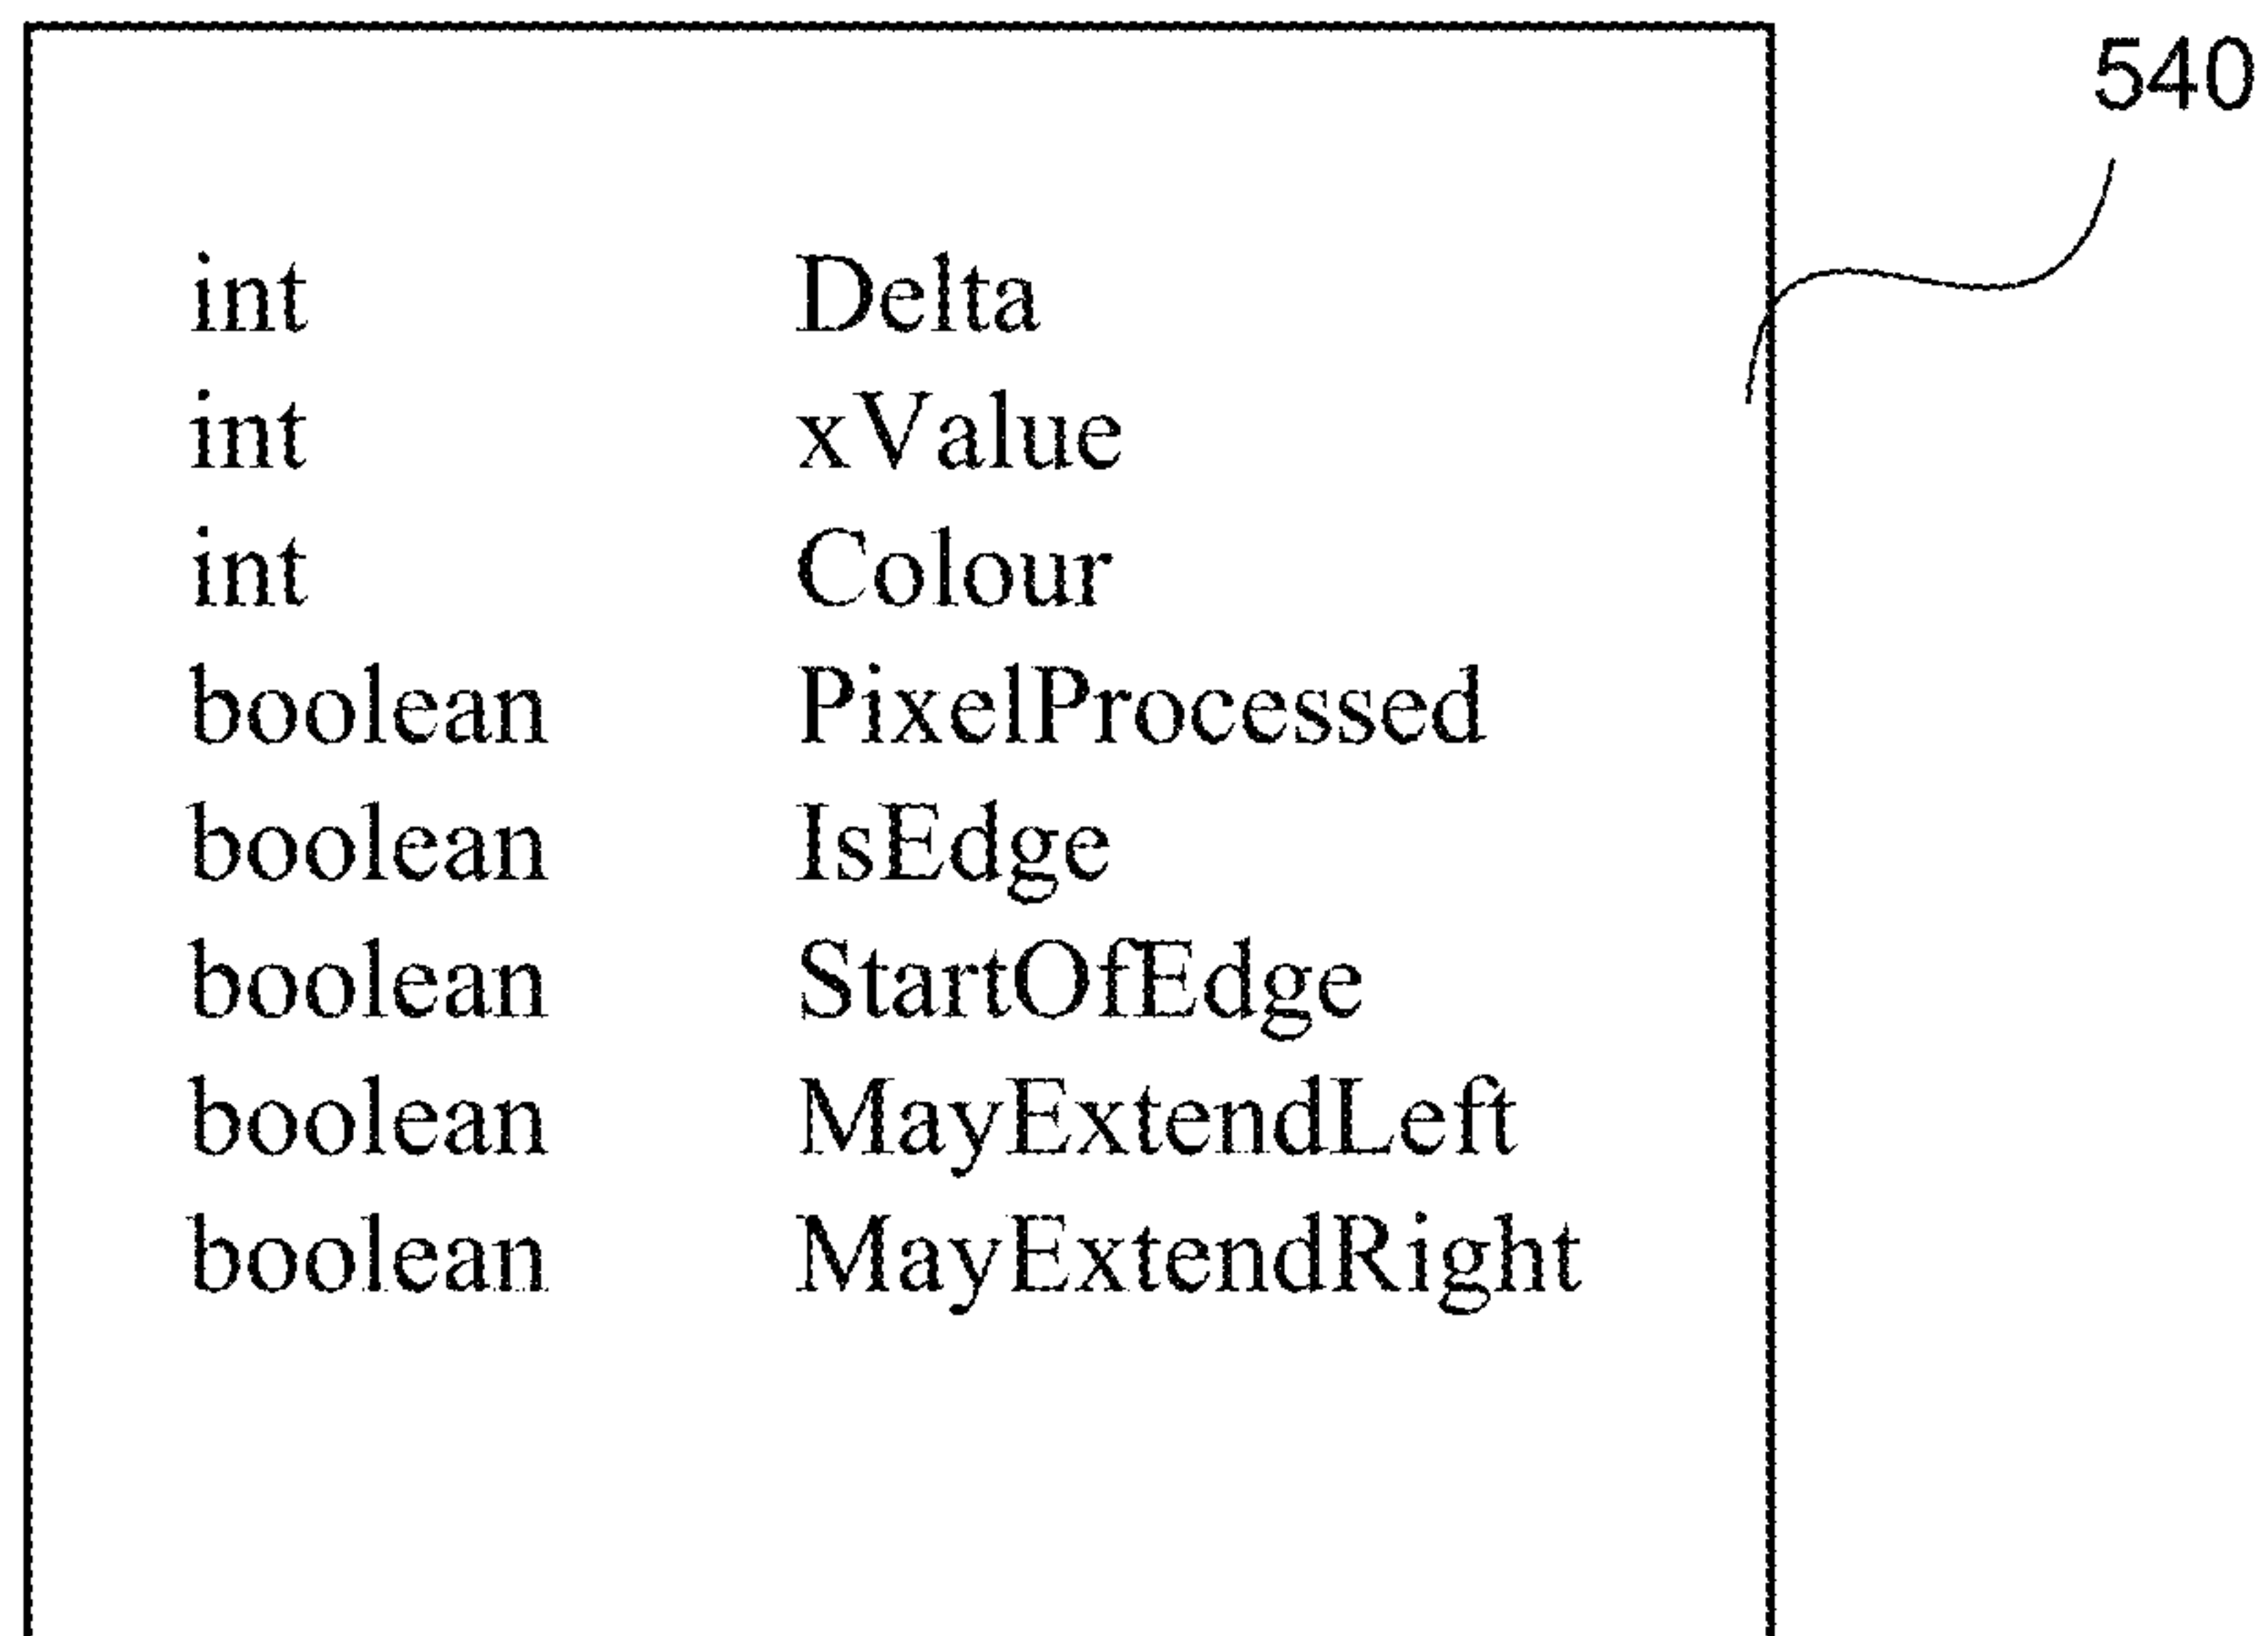 540
int Delta
int xValue
int Colour
boolean PixelProcessed
boolean IsEdge
boolean StartOfEdge
boolean MayExtendLeft
boolean MayExtendRight